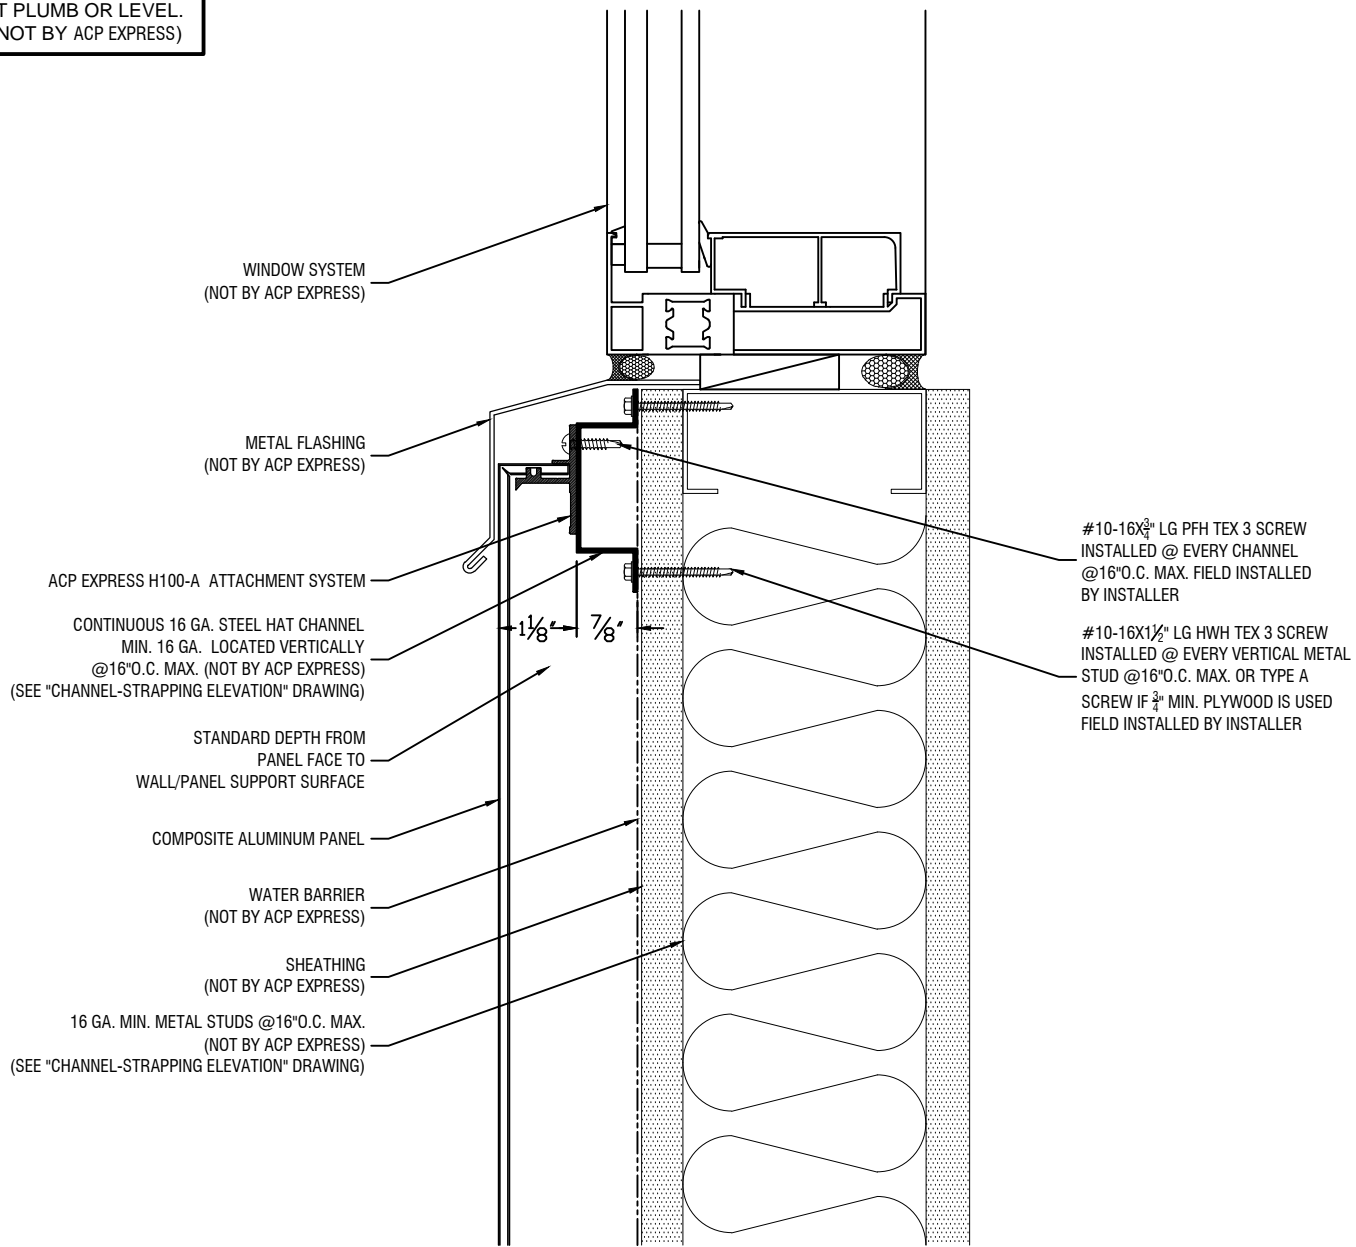 T PLUMB OR LEVEL.
NOT BY ACP EXPRESS)
WINDOW SYSTEM
(NOT BY ACP EXPRESS)
METAL FLASHING
(NOT BY ACP EXPRESS)
ACP EXPRESS H100-A ATTACHMENT SYSTEM
CONTINUOUS 16 GA. STEEL HAT CHANNEL
MIN. 16 GA. LOCATED VERTICALLY
@16"O.C. MAX. (NOT BY ACP EXPRESS)
(SEE "CHANNEL-STRAPPING ELEVATION" DRAWING)
1 1/8" 7/8"
STANDARD DEPTH FROM
PANEL FACE TO
WALL/PANEL SUPPORT SURFACE
COMPOSITE ALUMINUM PANEL
WATER BARRIER
(NOT BY ACP EXPRESS)
SHEATHING
(NOT BY ACP EXPRESS)
16 GA. MIN. METAL STUDS @16"O.C. MAX.
(NOT BY ACP EXPRESS)
(SEE "CHANNEL-STRAPPING ELEVATION" DRAWING)
#10-16X3/4" LG PFH TEX 3 SCREW
INSTALLED @ EVERY CHANNEL
@16"O.C. MAX. FIELD INSTALLED
BY INSTALLER
#10-16X1 1/2" LG HWH TEX 3 SCREW
INSTALLED @ EVERY VERTICAL METAL
STUD @16"O.C. MAX. OR TYPE A
SCREW IF 3/4" MIN. PLYWOOD IS USED
FIELD INSTALLED BY INSTALLER